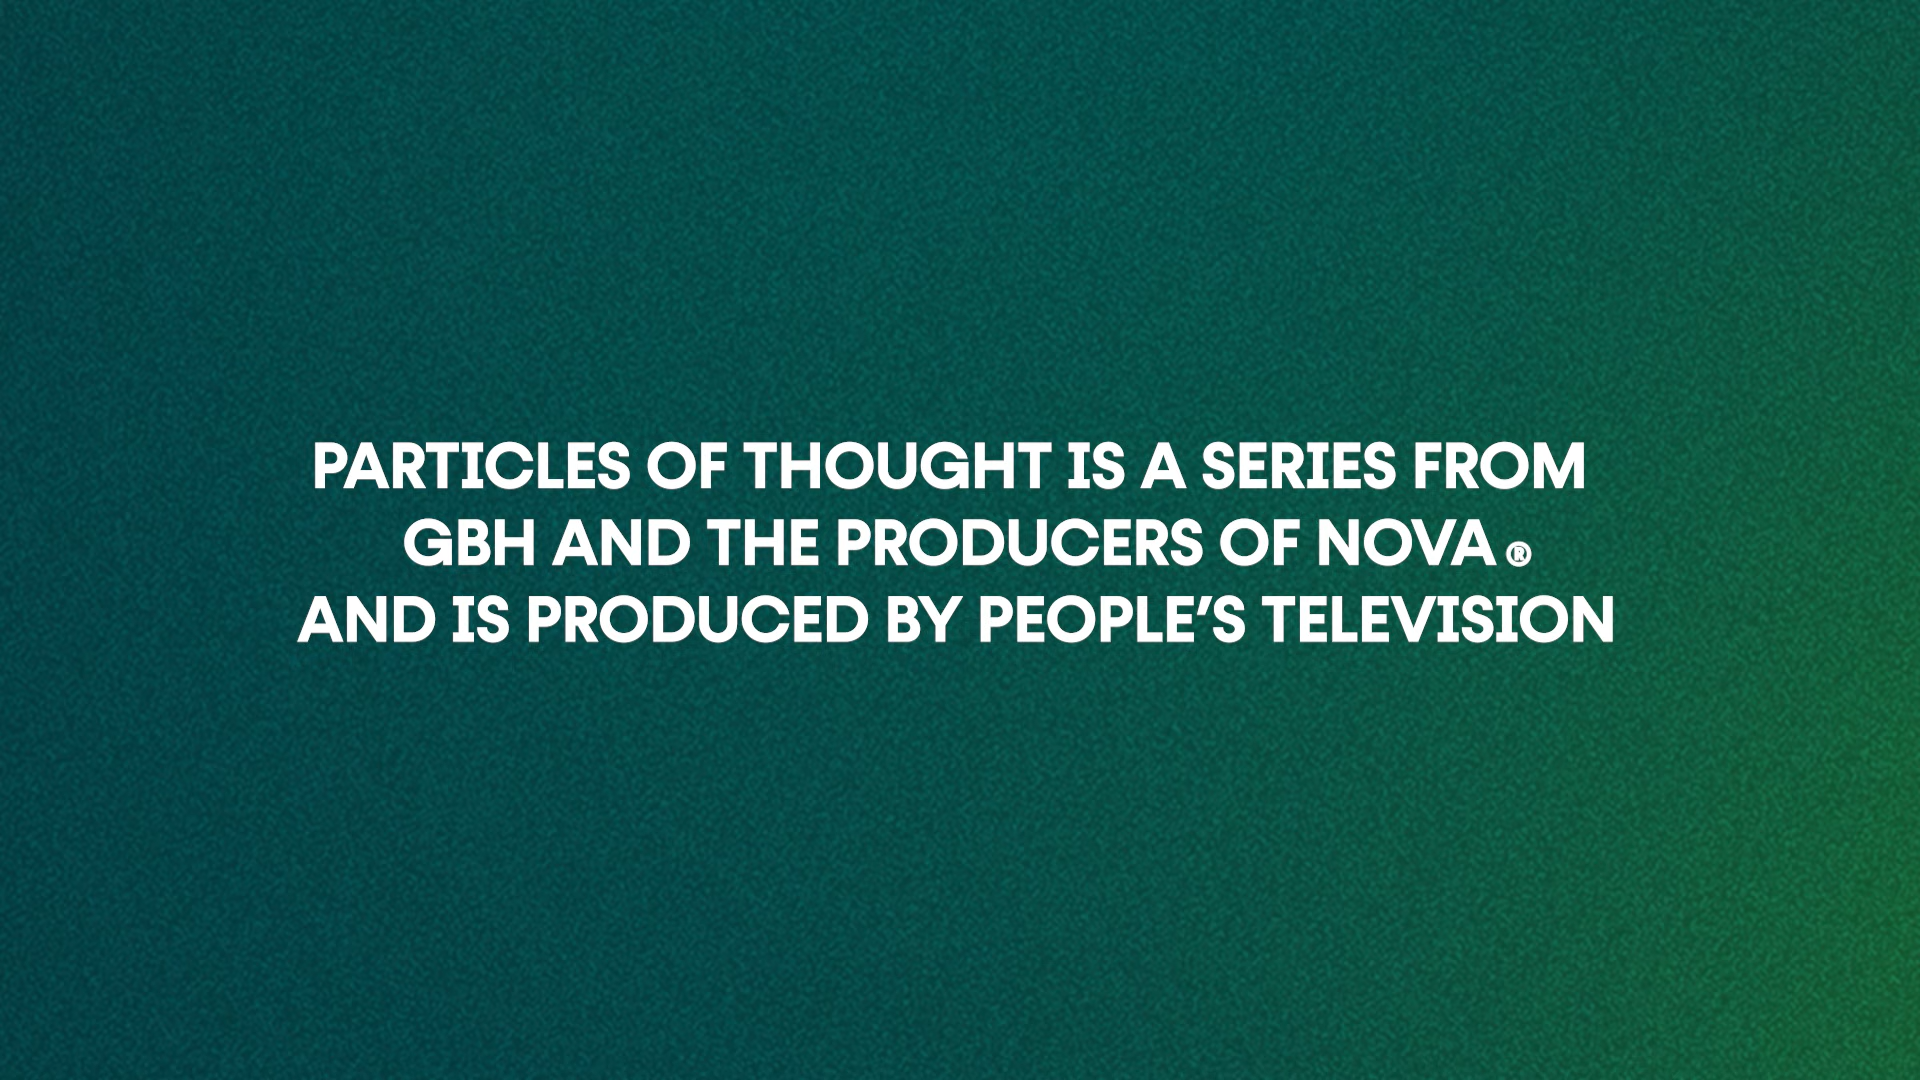 PARTICLES OF THOUGHT IS A SERIES FROM
GBH AND THE PRODUCERS OF NOVA ®
AND IS PRODUCED BY PEOPLE’S TELEVISION